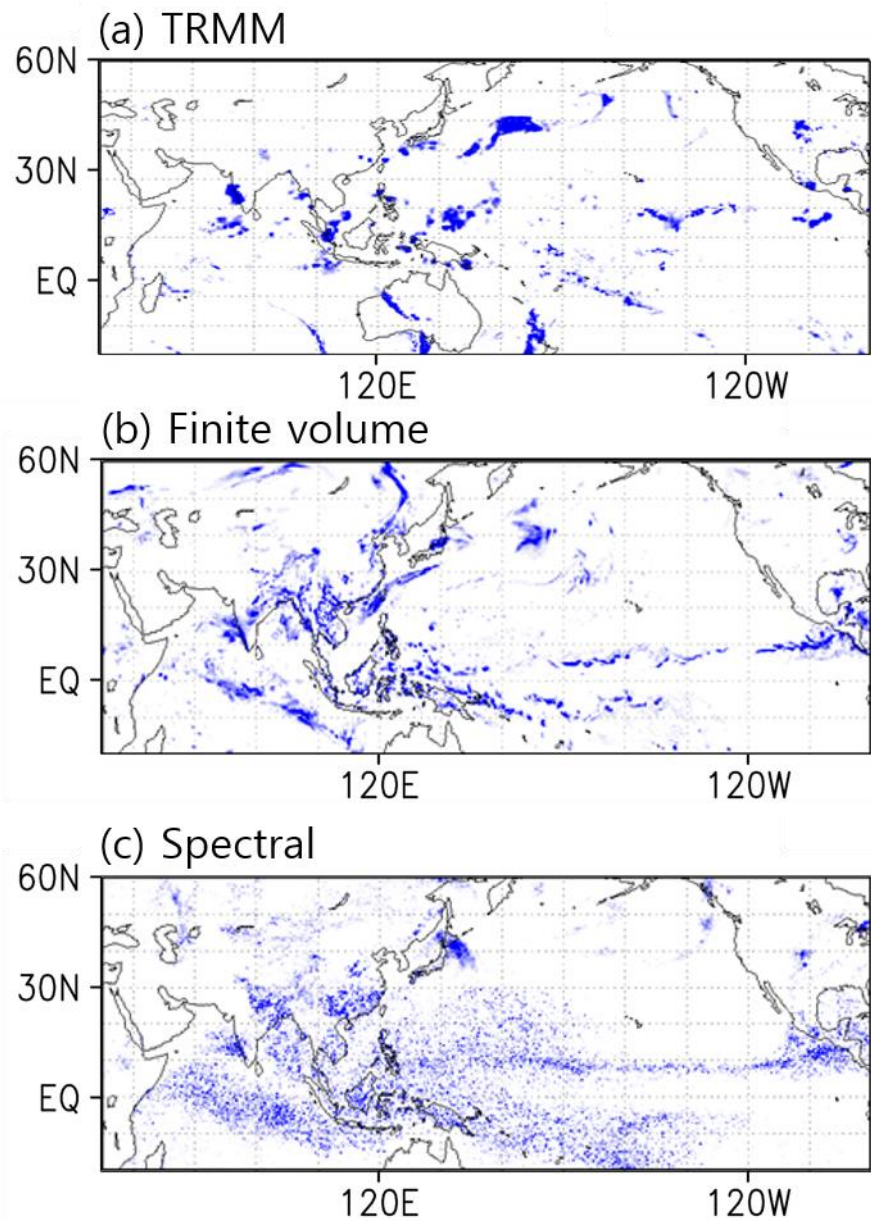 (a) TRMM
60N
30N
EQ
120E 120W
(b) Finite volume
60N
30N
EQ
120E 120W
(c) Spectral
60N
30N
EQ
120E 120W